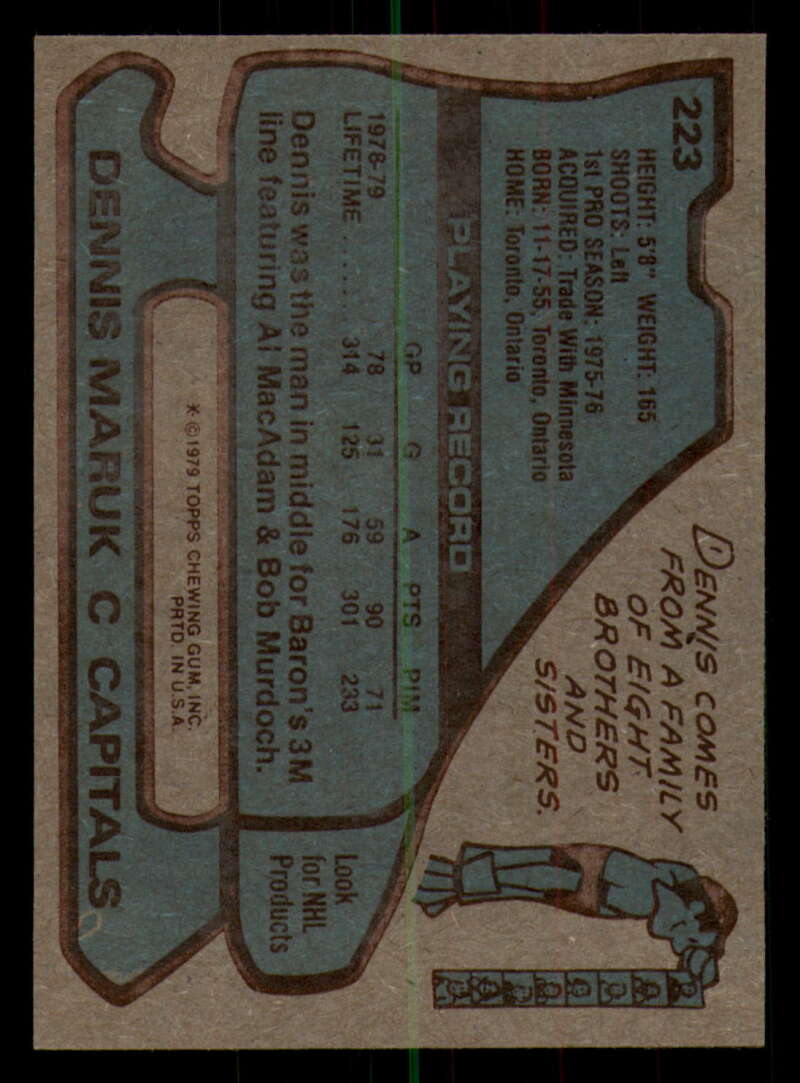 223
HEIGHT: 5'8" WEIGHT: 165
SHOOTS: Left
1st PRO SEASON: 1975-76
ACQUIRED: Trade With Minnesota
BORN: 11-17-55, Toronto, Ontario
HOME: Toronto, Ontario
DENNIS COMES
FROM A FAMILY
OF EIGHT
BROTHERS
AND
SISTERS.
PLAYING RECORD
GP G A PTS PIM
1978-79 78 31 59 90 71
LIFETIME ...... 314 125 176 301 233
Dennis was the man in middle for Baron's 3M
line featuring Al MacAdam & Bob Murdoch.
Look
for NHL
Products
* ©1979 TOPPS CHEWING GUM, INC.
PRTD. IN U.S.A.
DENNIS MARUK C CAPITALS